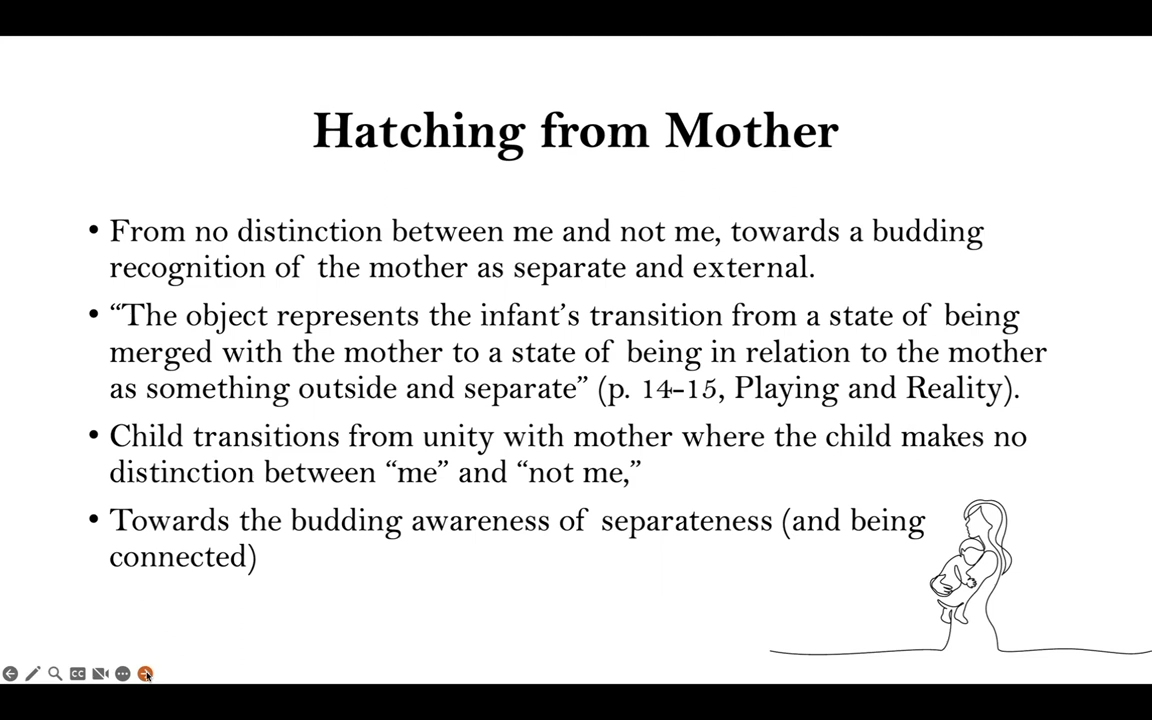 Hatching from Mother
• From no distinction between me and not me, towards a budding
recognition of the mother as separate and external.
• “The object represents the infant’s transition from a state of being
merged with the mother to a state of being in relation to the mother
as something outside and separate” (p. 14-15, Playing and Reality).
• Child transitions from unity with mother where the child makes no
distinction between “me” and “not me,”
• Towards the budding awareness of separateness (and being
connected)
CC